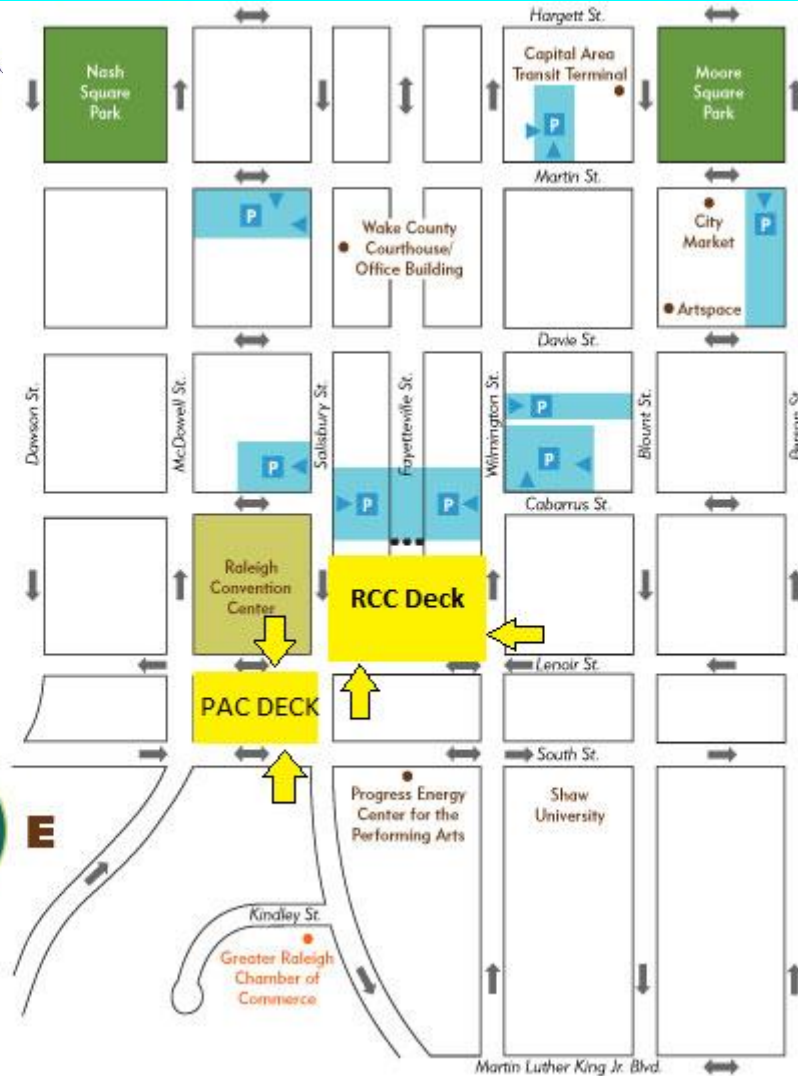 Hargett St.
Nash
Square
Park
Capital Area
Transit Terminal
P
Moore
Square
Park
Martin St.
P
Wake County
Courthouse/
Office Building
City
Market
P
Artspace
Davie St.
Dawson St.
McDowell St.
Salisbury St.
Fayetteville St.
Wilmington St.
Blount St.
Person St.
P
P
P
P
P
Cabarrus St.
Raleigh
Convention
Center
RCC Deck
Lenoir St.
PAC DECK
South St.
E
Progress Energy
Center for the
Performing Arts
Shaw
University
Kindley St.
Greater Raleigh
Chamber of
Commerce
Martin Luther King Jr. Blvd.